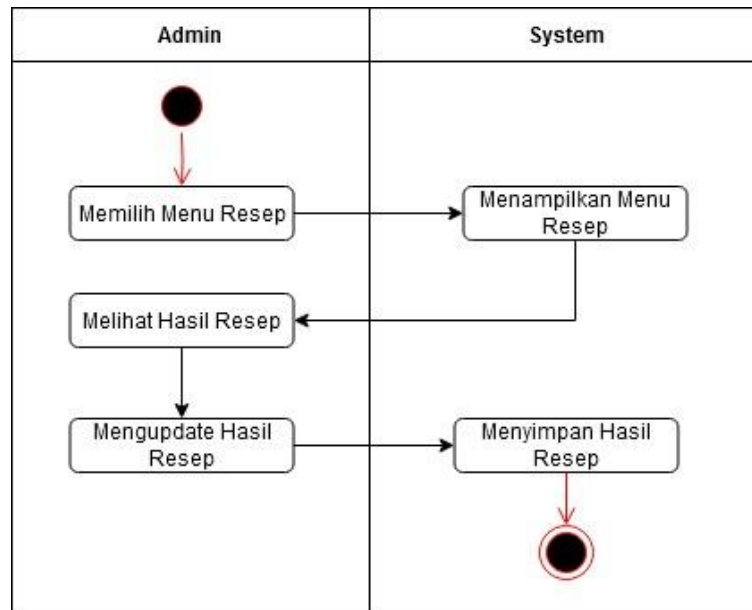 Admin
System
Memilih Menu Resep
Menampilkan Menu
Resep
Melihat Hasil Resep
Mengupdate Hasil
Resep
Menyimpan Hasil
Resep